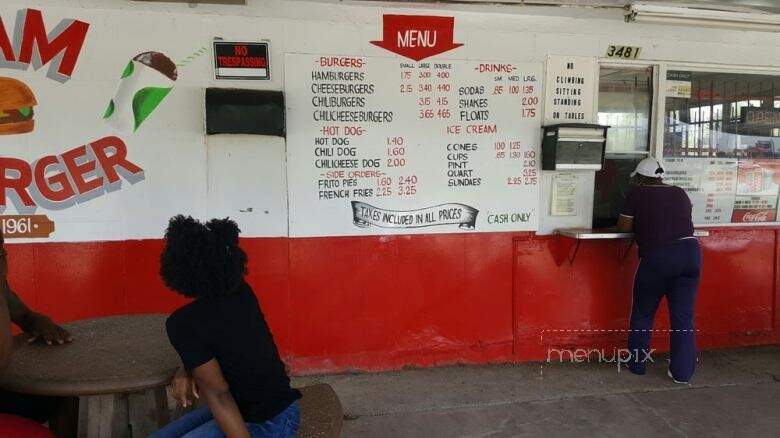 AM
RGER
1961
NO
TRESPASSING
MENU
-BURGERS- SMALL LARGE DOUBLE
HAMBURGERS 1.75 3.00 4.00
CHEESEBURGERS 2.15 3.40 4.40
CHILIBURGERS 3.15 4.15
CHILICHEESEBURGERS 3.65 4.65
-HOT DOG-
HOT DOG 1.40
CHILI DOG 1.60
CHILICHEESE DOG 2.00
-SIDE ORDERS-
FRITO PIES 1.60 2.40
FRENCH FRIES 2.25 3.25
-DRINKS-
SM MED LRG.
SODAS .85 1.00 1.35
SHAKES 2.00
FLOATS 1.75
ICE CREAM
CONES 1.00 1.25
CUPS .85 1.30 1.60
PINT 2.10
QUART 3.25
SUNDAES 2.25 2.75
TAXES INCLUDED IN ALL PRICES
"CASH ONLY"
NO
CLIMBING
SITTING
STANDING
ON TABLES
3481
CASH ONLY
Coca-Cola
menupix